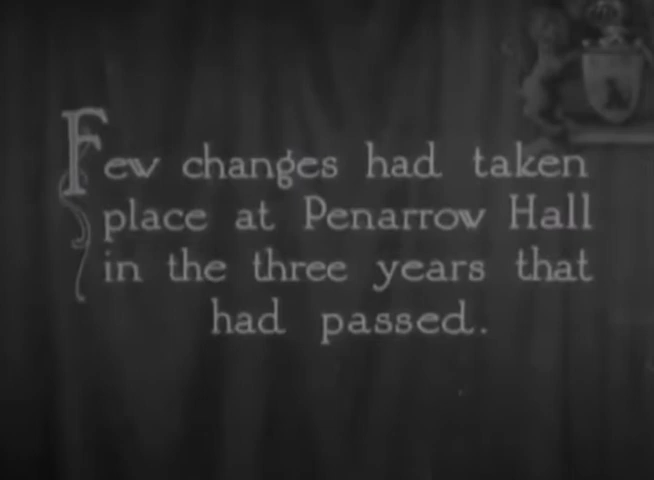 Few changes had taken
place at Penarrow Hall
in the three years that
had passed.